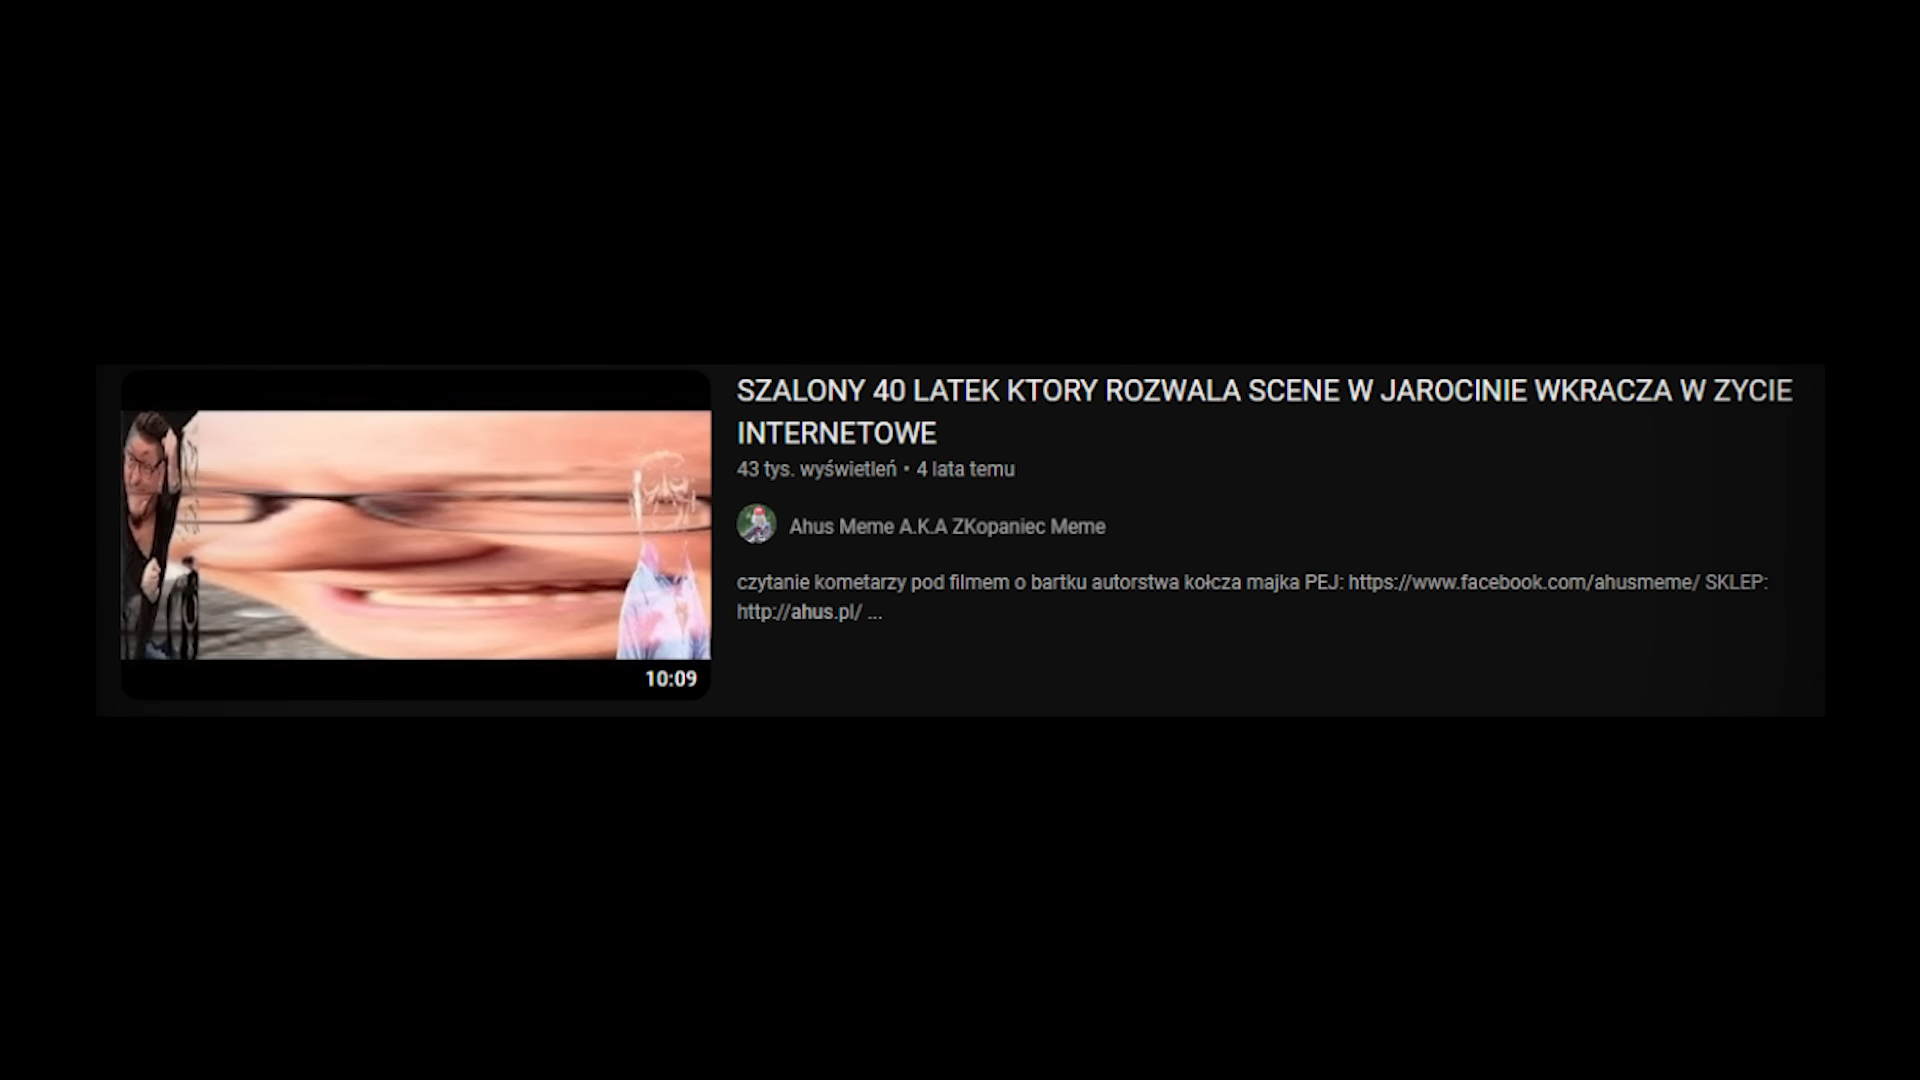 SZALONY 40 LATEK KTORY ROZWALA SCENE W JAROCINIE WKRACZA W ZYCIE
INTERNETOWE
43 tys. wyświetleń • 4 lata temu
Ahus Meme A.K.A ZKopaniec Meme
czytanie kometarzy pod filmem o bartku autorstwa kołcza majka PEJ: https://www.facebook.com/ahusmeme/ SKLEP:
http://ahus.pl/ ...
10:09